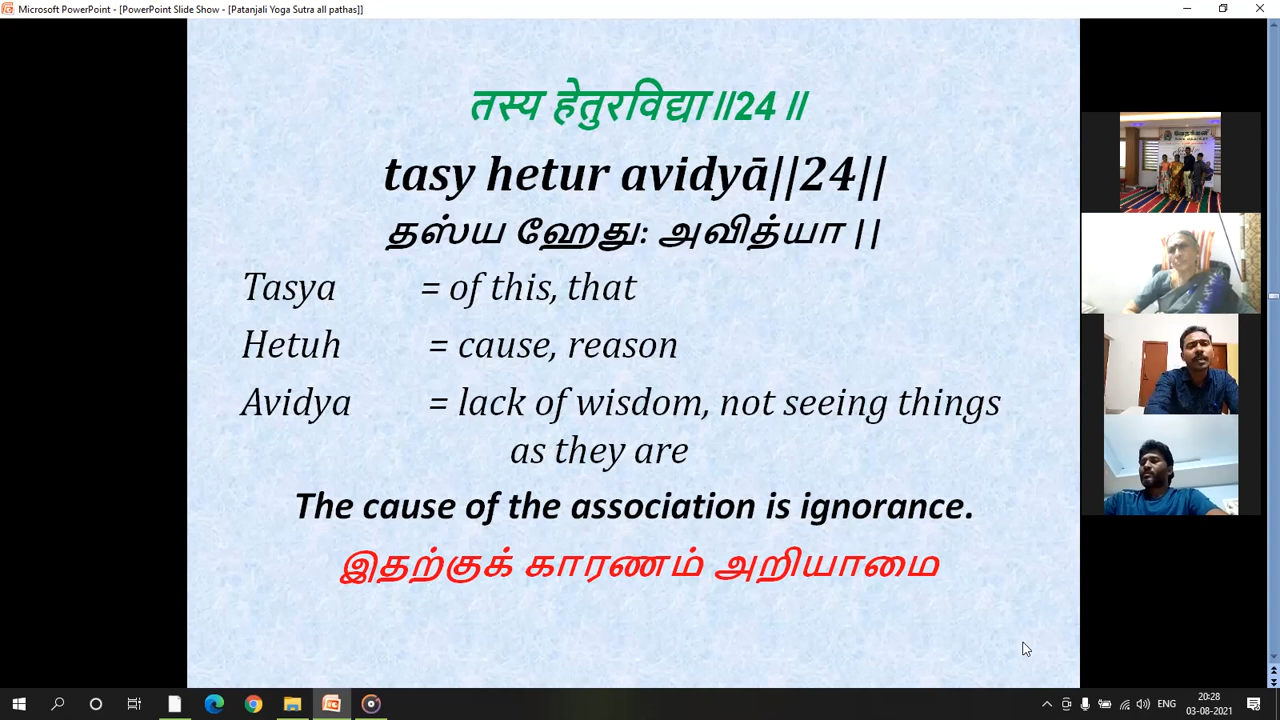 Microsoft PowerPoint - [PowerPoint Slide Show - [Patanjali Yoga Sutra all pathas]]
तस्य हेतुरविद्या॥24॥
tasy hetur avidyā||24||
தஸ்ய ஹேது: அவித்யா ||
Tasya = of this, that
Hetuh = cause, reason
Avidya = lack of wisdom, not seeing things
as they are
The cause of the association is ignorance.
இதற்குக் காரணம் அறியாமை
ENG
20:28
03-08-2021